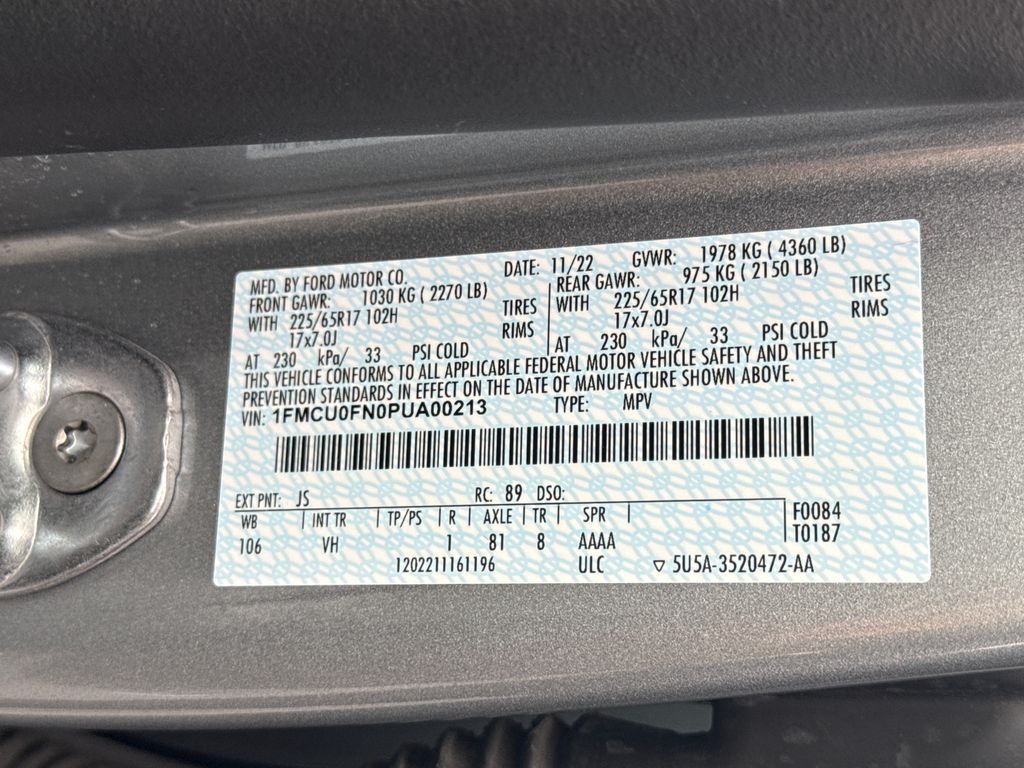 MFD. BY FORD MOTOR CO. DATE: 11/22 GVWR: 1978 KG ( 4360 LB)
FRONT GAWR: 1030 KG ( 2270 LB) REAR GAWR: 975 KG ( 2150 LB)
WITH 225/65R17 102H TIRES WITH 225/65R17 102H TIRES
17x7.0J RIMS 17x7.0J RIMS
AT 230 kPa/ 33 PSI COLD AT 230 kPa/ 33 PSI COLD
THIS VEHICLE CONFORMS TO ALL APPLICABLE FEDERAL MOTOR VEHICLE SAFETY AND THEFT
PREVENTION STANDARDS IN EFFECT ON THE DATE OF MANUFACTURE SHOWN ABOVE.
VIN: 1FMCU0FN0PUA00213 TYPE: MPV
EXT PNT: JS RC: 89 DSO:
WB INT TR TP/PS R AXLE TR SPR F0084
106 VH 1 81 8 AAAA T0187
1202211161196 ULC ▽ 5U5A-3520472-AA